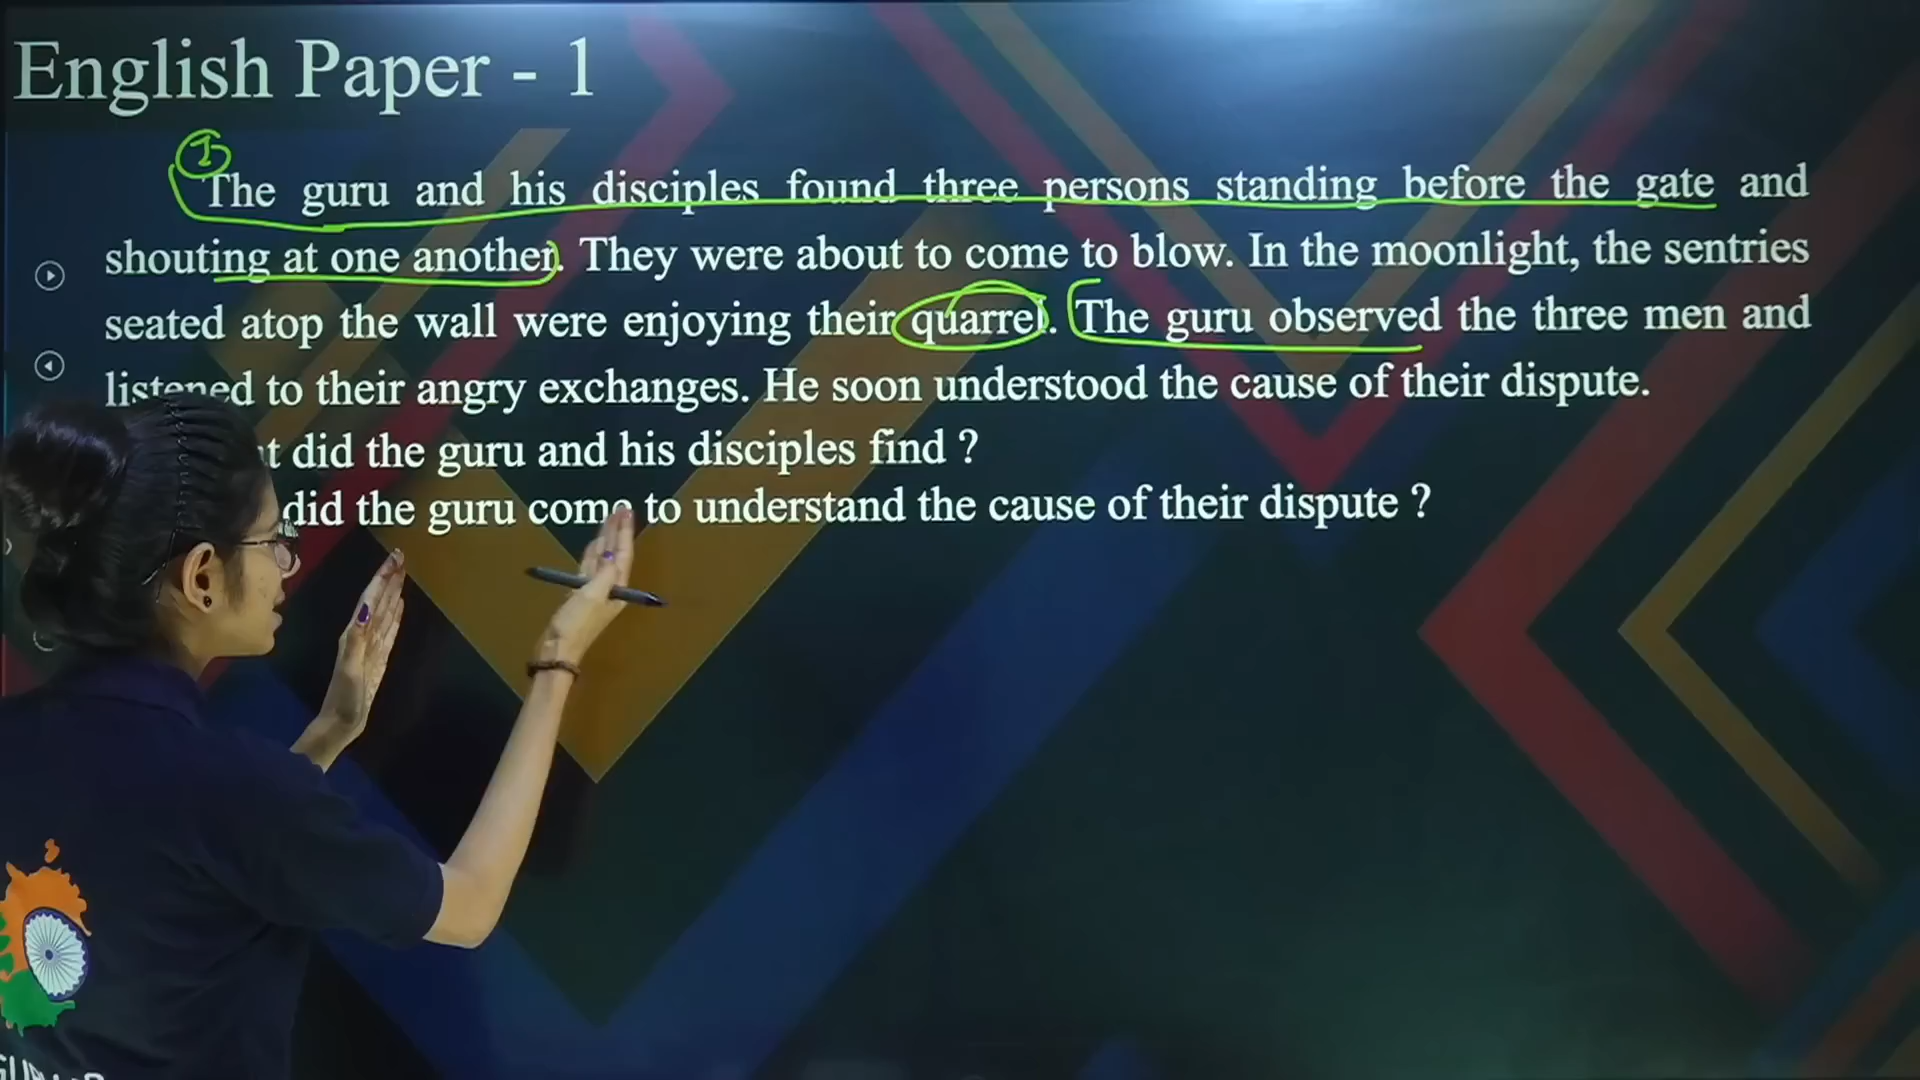 English Paper - 1
1
The guru and his disciples found three persons standing before the gate and
shouting at one another. They were about to come to blow. In the moonlight, the sentries
seated atop the wall were enjoying their quarrel. The guru observed the three men and
listened to their angry exchanges. He soon understood the cause of their dispute.
did the guru and his disciples find ?
did the guru come to understand the cause of their dispute ?